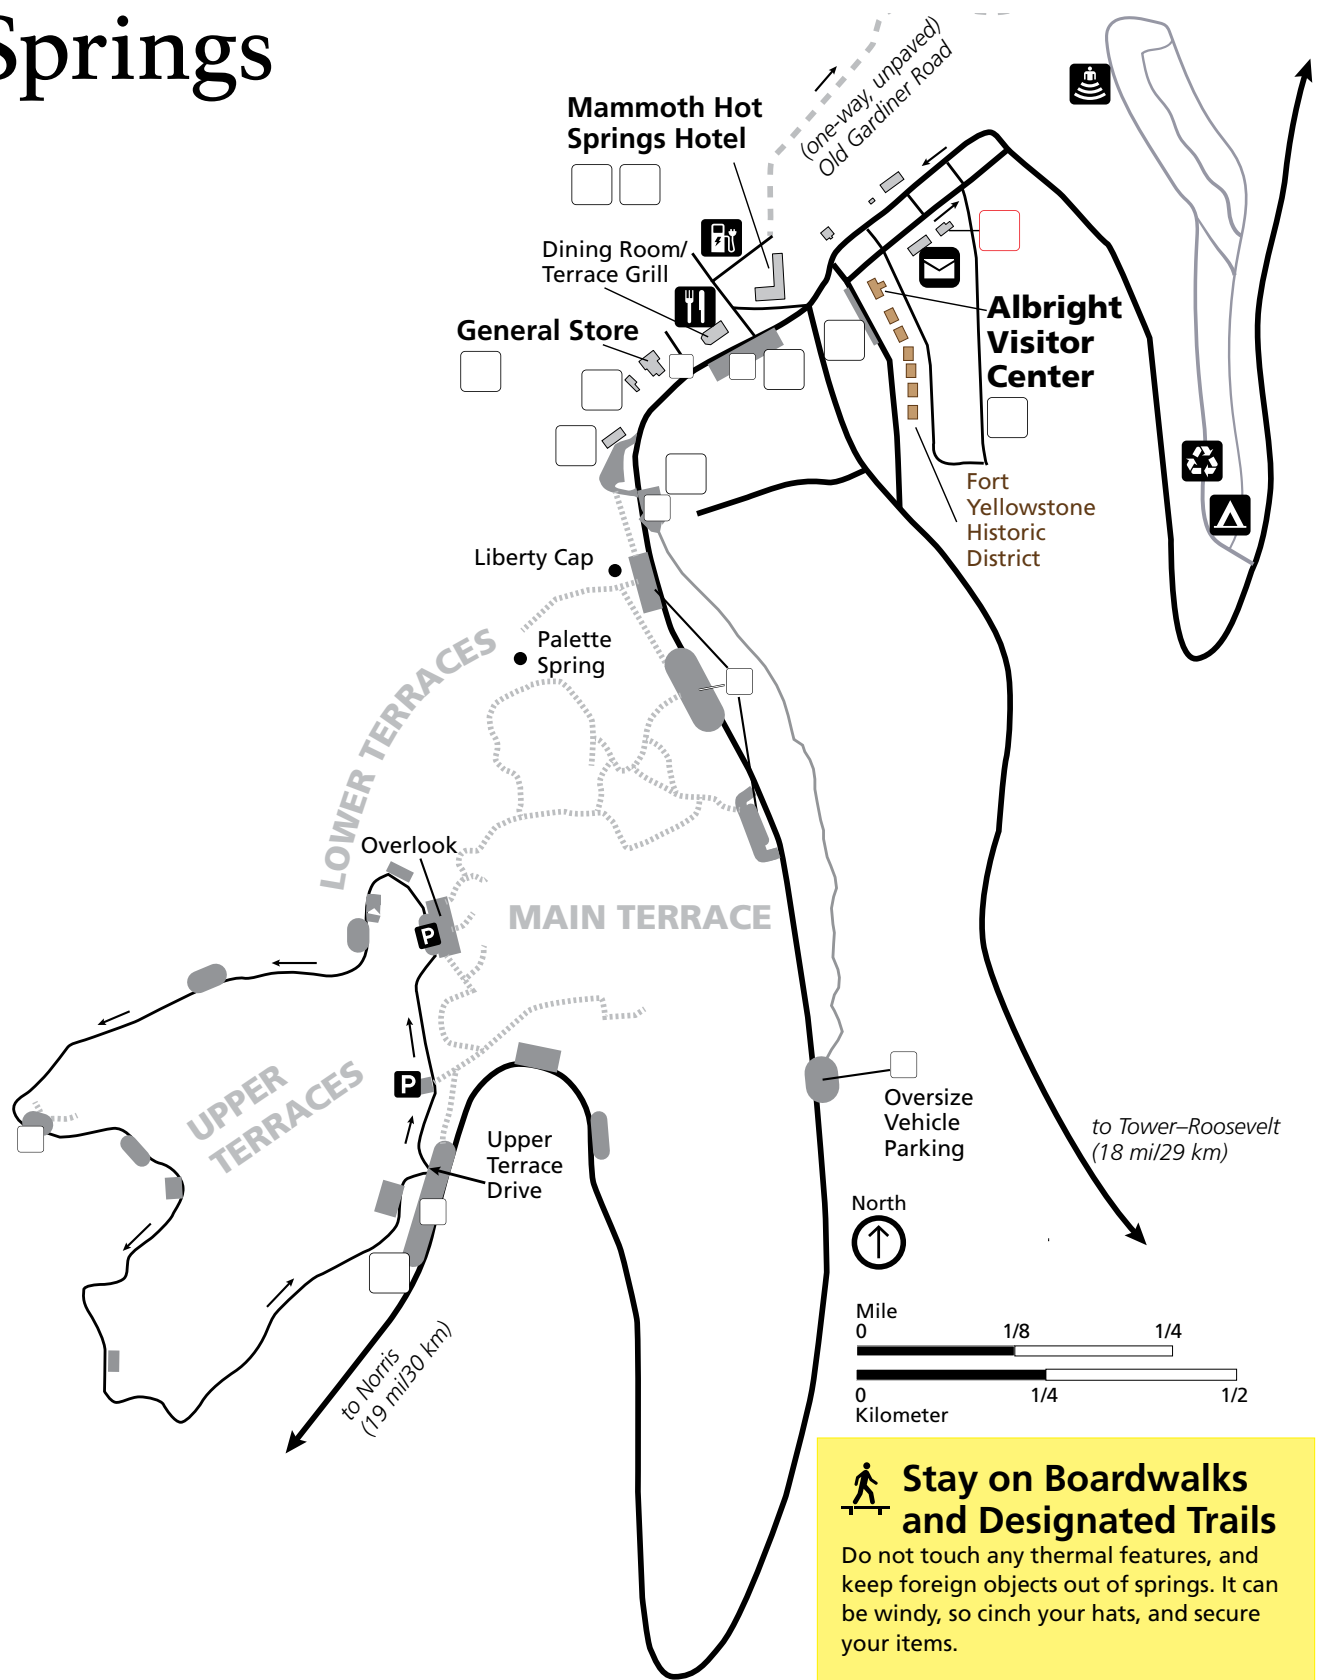 Springs
Mammoth Hot
Springs Hotel
(one-way, unpaved)
Old Gardiner Road
Dining Room/
Terrace Grill
General Store
Albright
Visitor
Center
Fort
Yellowstone
Historic
District
Liberty Cap
Palette
Spring
LOWER TERRACES
Overlook
MAIN TERRACE
P
P
UPPER
TERRACES
Upper
Terrace
Drive
Oversize
Vehicle
Parking
to Tower–Roosevelt
(18 mi/29 km)
North
to Norris
(19 mi/30 km)
Mile
0 1/8 1/4
0 1/4 1/2
Kilometer
Stay on Boardwalks
and Designated Trails
Do not touch any thermal features, and
keep foreign objects out of springs. It can
be windy, so cinch your hats, and secure
your items.